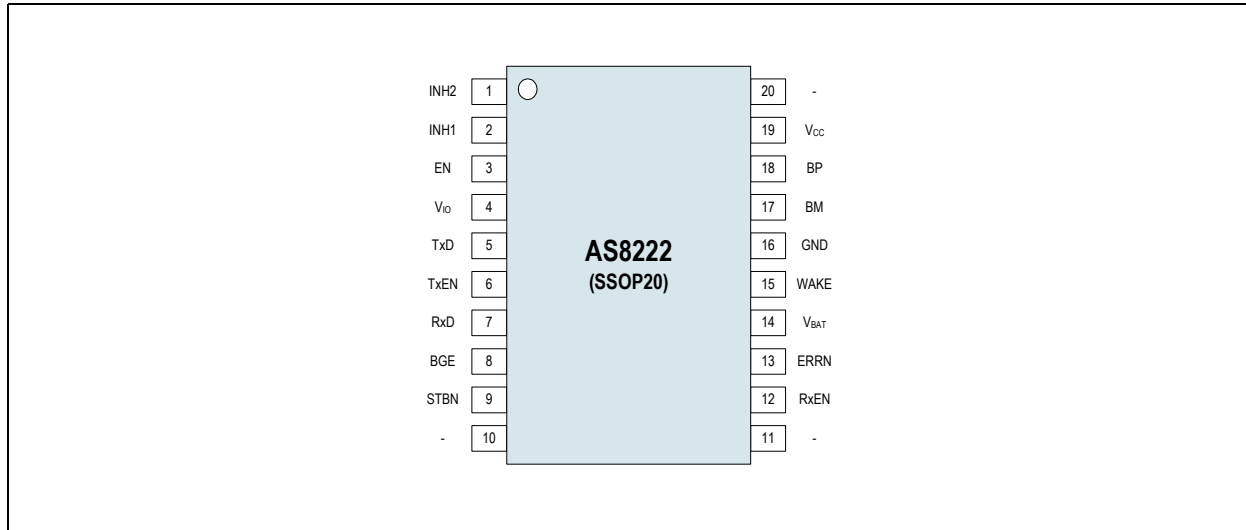 INH2 1 20 -
INH1 2 19 VCC
EN 3 18 BP
VIO 4 17 BM
TxD 5 16 GND
AS8222
(SSOP20)
TxEN 6 15 WAKE
RxD 7 14 VBAT
BGE 8 13 ERRN
STBN 9 12 RxEN
- 10 11 -